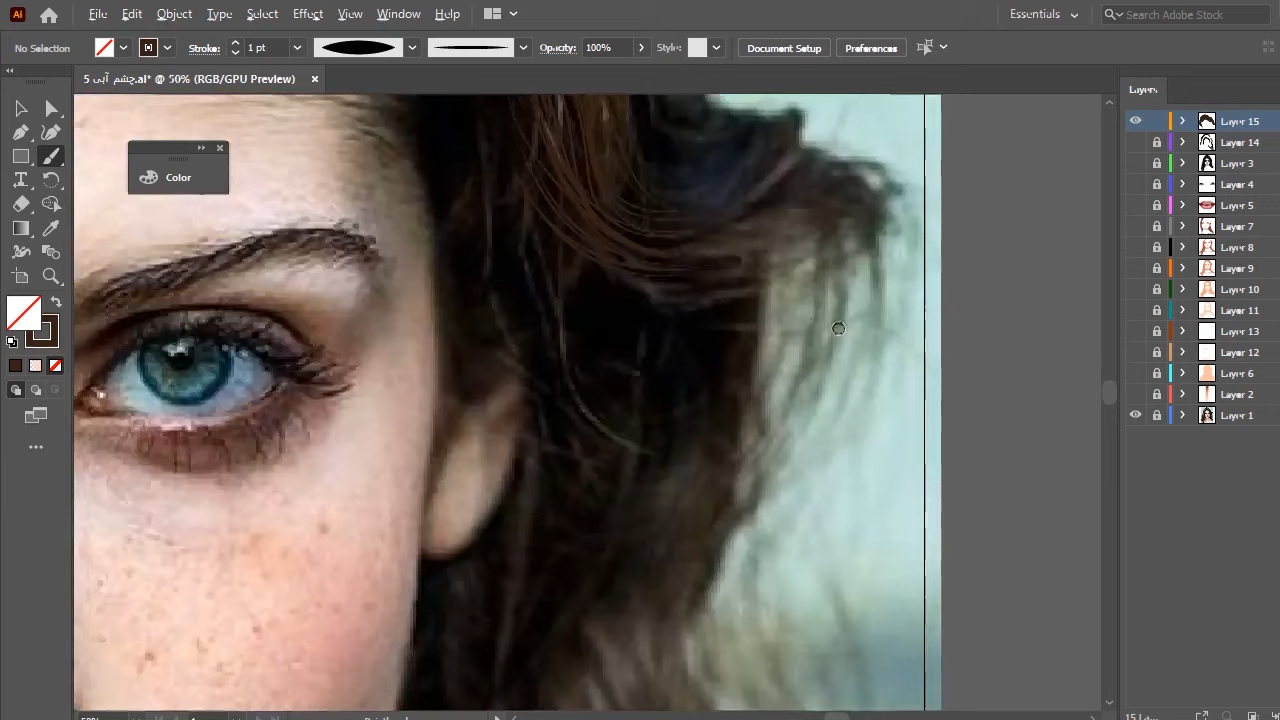 Ai File Edit Object Type Select Effect View Window Help Essentials Search Adobe Stock
No Selection Stroke: 1 pt Opacity: 100% Style: Document Setup Preferences
5 چشم آبی.ai* @ 50% (RGB/GPU Preview)
Layers
Color
Layer 15
Layer 14
Layer 3
Layer 4
Layer 5
Layer 7
Layer 8
Layer 9
Layer 10
Layer 11
Layer 13
Layer 12
Layer 6
Layer 2
Layer 1